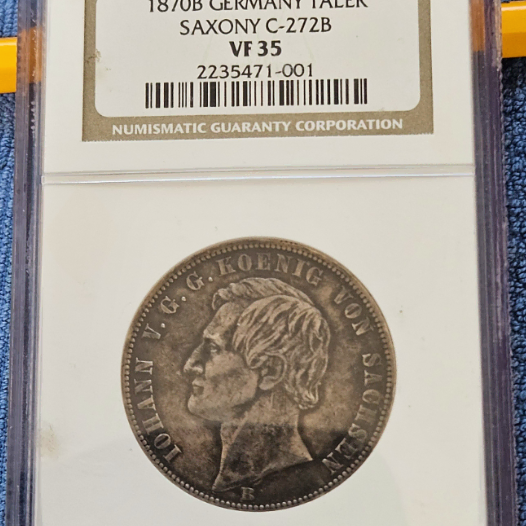 1870B GERMANY TALER
SAXONY C-272B
VF 35
2235471-001
NUMISMATIC GUARANTY CORPORATION
IOHANN V. G. G. KOENIG VON SACHSEN
B